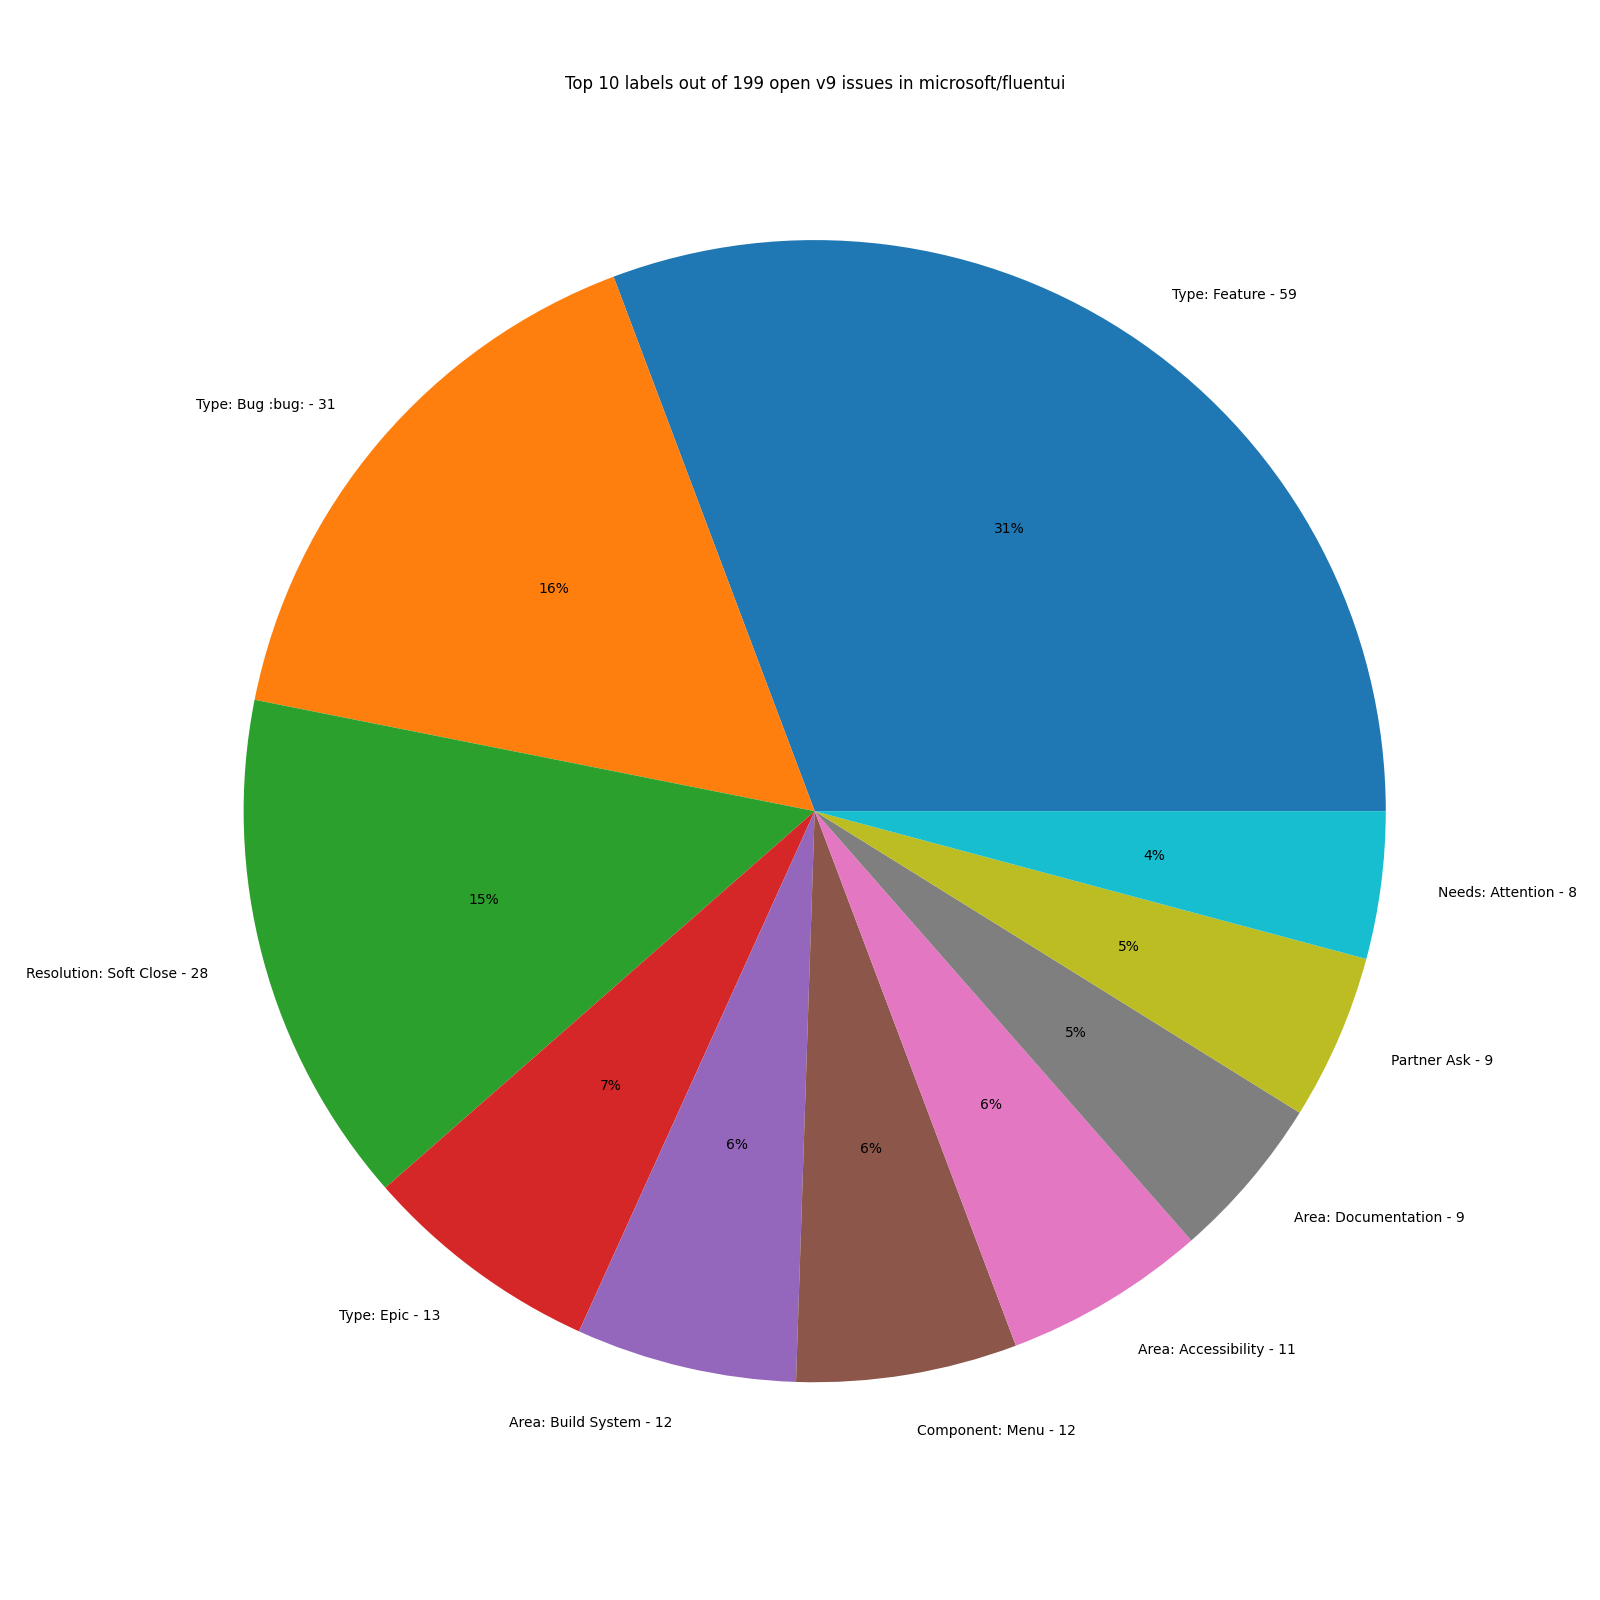 Top 10 labels out of 199 open v9 issues in microsoft/fluentui
Type: Feature - 59
31%
Type: Bug :bug: - 31
16%
Resolution: Soft Close - 28
15%
Type: Epic - 13
7%
Area: Build System - 12
6%
Component: Menu - 12
6%
Area: Accessibility - 11
6%
Area: Documentation - 9
5%
Partner Ask - 9
5%
Needs: Attention - 8
4%